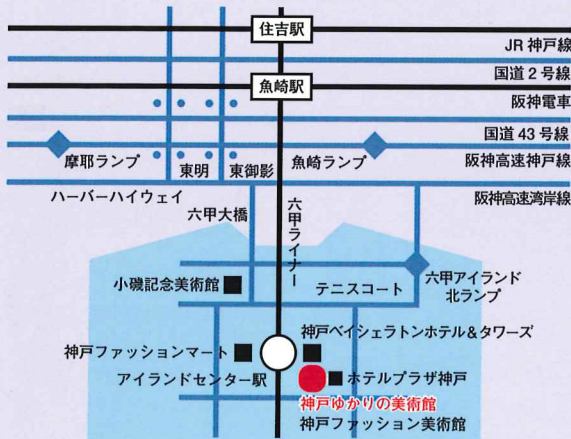 住吉駅
JR 神戸線
国道 2 号線
魚崎駅
阪神電車
国道 43 号線
摩耶ランプ
東明
東御影
魚崎ランプ
阪神高速神戸線
ハーバーハイウェイ
阪神高速湾岸線
六甲大橋
六甲ライナー
小磯記念美術館
テニスコート
六甲アイランド
北ランプ
神戸ベイシェラトンホテル&タワーズ
神戸ファッションマート
アイランドセンター駅
ホテルプラザ神戸
神戸ゆかりの美術館
神戸ファッション美術館